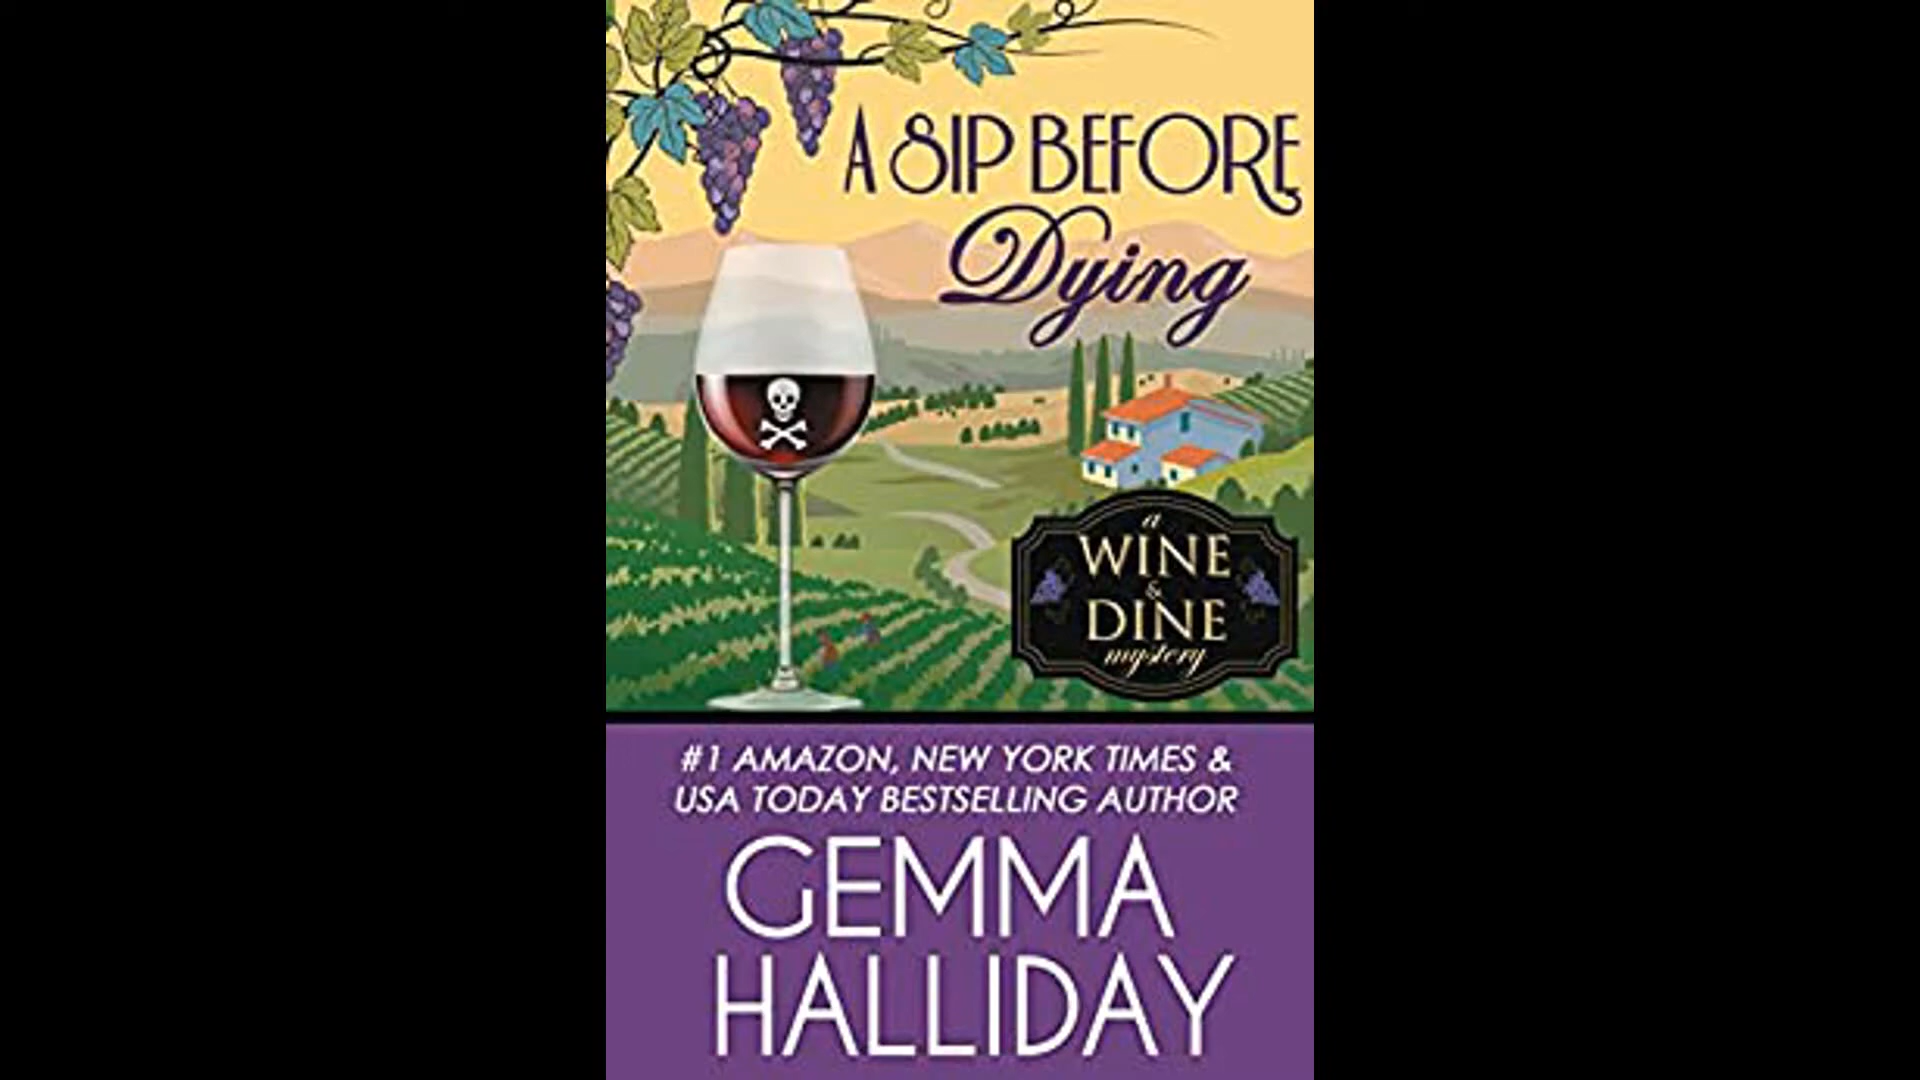 A SIP BEFORE
Dying
a
WINE
&
DINE
mystery
#1 AMAZON, NEW YORK TIMES &
USA TODAY BESTSELLING AUTHOR
GEMMA
HALLIDAY